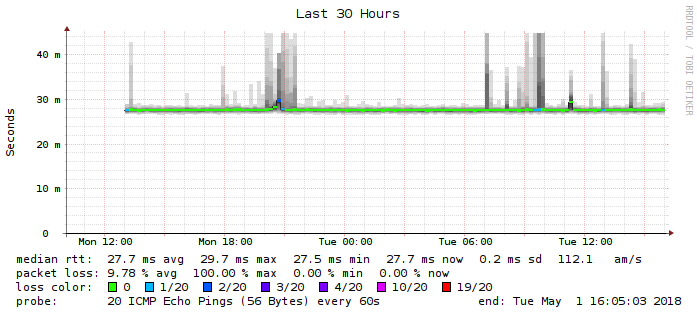 Last 30 Hours
RRDTOOL / TOBI OETIKER
Seconds
40 m
30 m
20 m
10 m
0
Mon 12:00 Mon 18:00 Tue 00:00 Tue 06:00 Tue 12:00
median rtt: 27.7 ms avg 29.7 ms max 27.5 ms min 27.7 ms now 0.2 ms sd 112.1 am/s
packet loss: 9.78 % avg 100.00 % max 0.00 % min 0.00 % now
loss color: 0 1/20 2/20 3/20 4/20 10/20 19/20
probe: 20 ICMP Echo Pings (56 Bytes) every 60s end: Tue May 1 16:05:03 2018